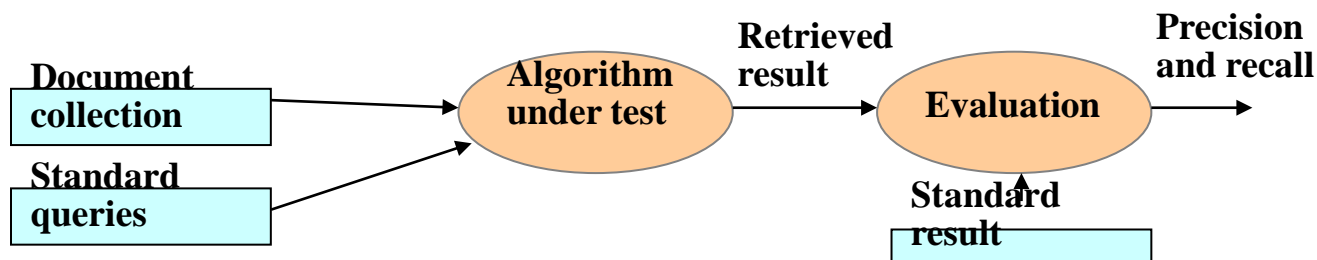 Document
collection
Standard
queries
Algorithm
under test
Retrieved
result
Evaluation
Standard
result
Precision
and recall